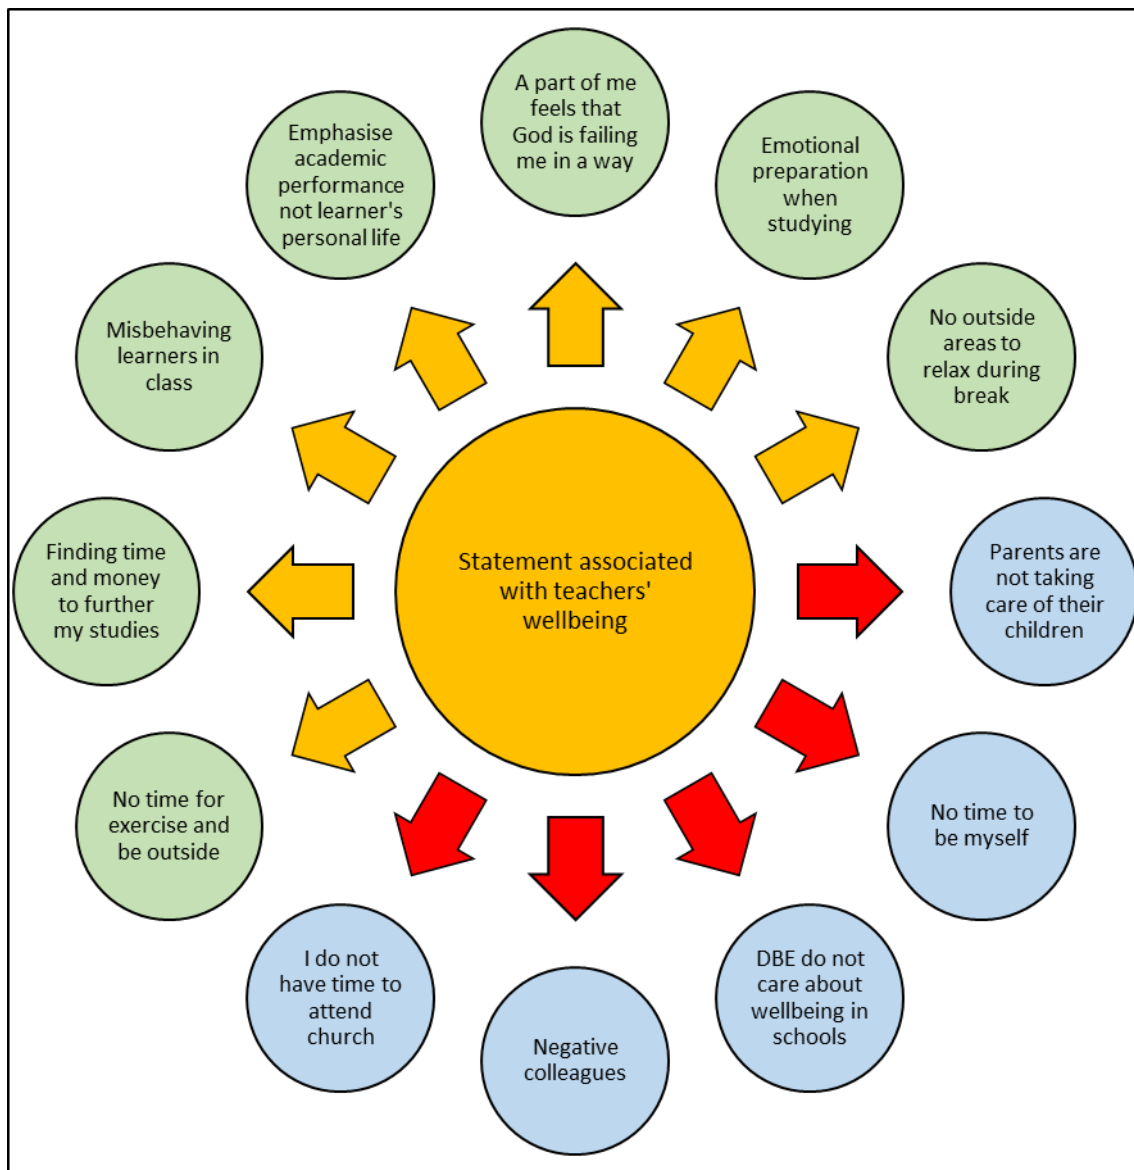 A part of me
feels that
God is failing
me in a way
Emotional
preparation
when
studying
No outside
areas to
relax during
break
Parents are
not taking
care of their
children
No time to
be myself
DBE do not
care about
wellbeing in
schools
Negative
colleagues
I do not
have time to
attend
church
No time for
exercise and
be outside
Finding time
and money
to further
my studies
Misbehaving
learners in
class
Emphasise
academic
performance
not learner's
personal life
Statement associated
with teachers'
wellbeing